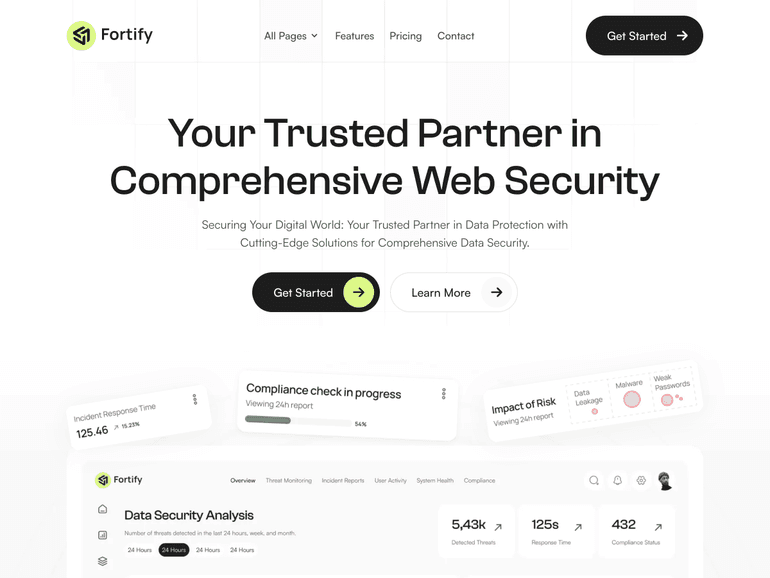 Fortify
All Pages
Features
Pricing
Contact
Get Started
Your Trusted Partner in
Comprehensive Web Security
Securing Your Digital World: Your Trusted Partner in Data Protection with
Cutting-Edge Solutions for Comprehensive Data Security.
Get Started
Learn More
Incident Response Time
125.46
15.23%
Compliance check in progress
Viewing 24h report
54%
Impact of Risk
Viewing 24h report
Data
Leakage
Malware
Weak
Passwords
Fortify
Overview
Threat Monitoring
Incident Reports
User Activity
System Health
Compliance
Data Security Analysis
Number of threats detected in the last 24 hours, week, and month.
24 Hours
24 Hours
24 Hours
24 Hours
5,43k
Detected Threats
125s
Response Time
432
Compliance Status